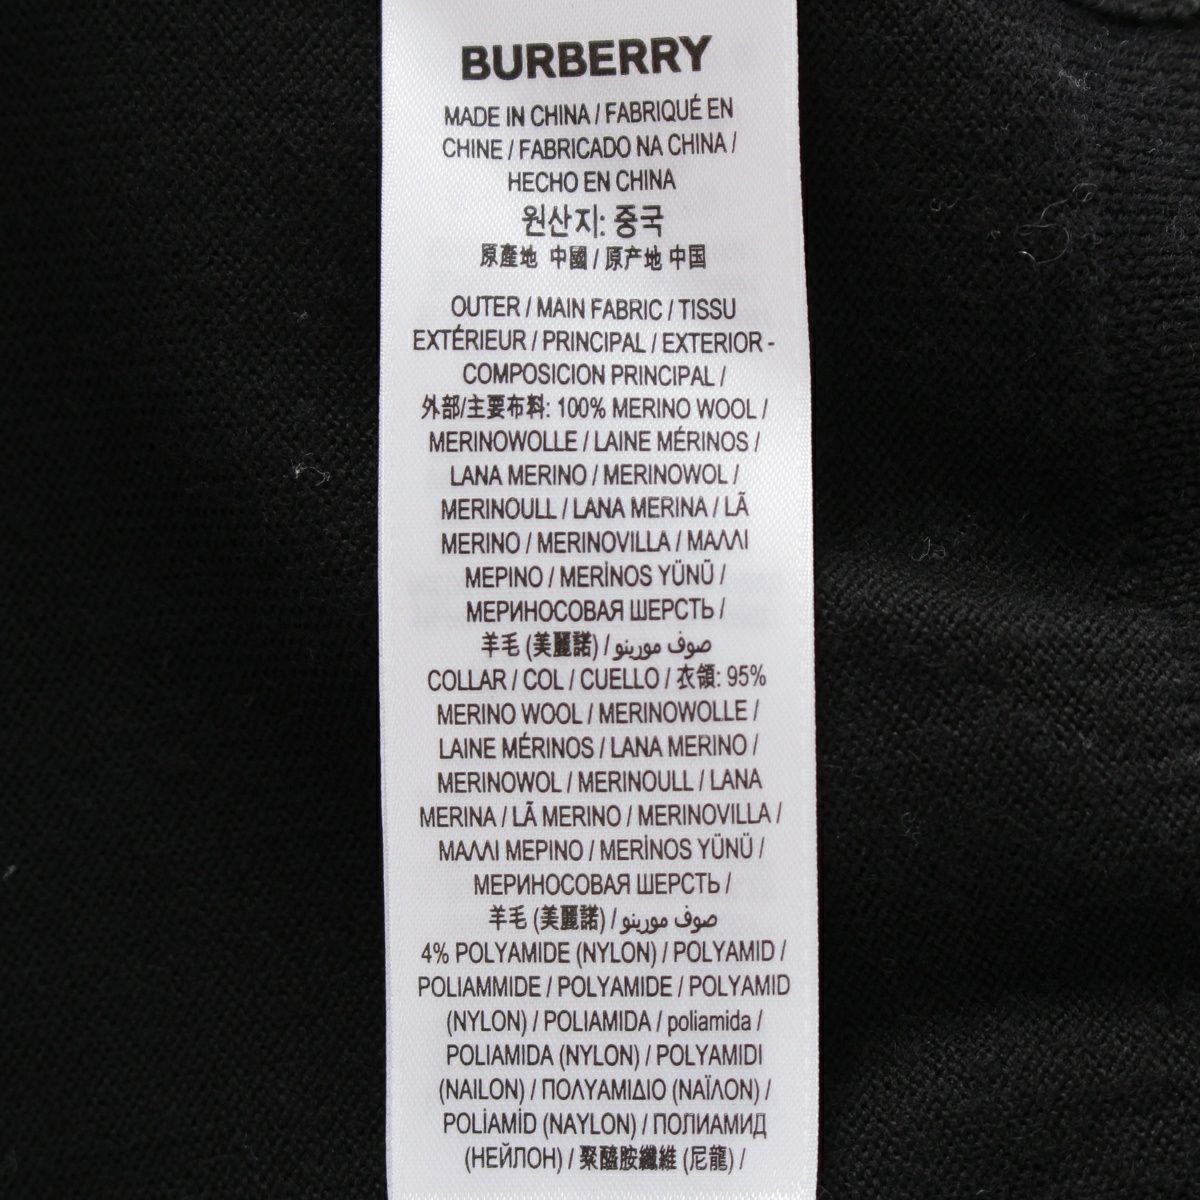 BURBERRY
MADE IN CHINA / FABRIQUÉ EN
CHINE / FABRICADO NA CHINA /
HECHO EN CHINA
원산지: 중국
原產地 中國 / 原产地 中国
OUTER / MAIN FABRIC / TISSU
EXTÉRIEUR / PRINCIPAL / EXTERIOR -
COMPOSICION PRINCIPAL /
外部/主要布料: 100% MERINO WOOL /
MERINOWOLLE / LAINE MÉRINOS /
LANA MERINO / MERINOWOL /
MERINOULL / LANA MERINA / LÃ
MERINO / MERINOVILLA / ΜΑΛΛΙ
ΜΕΡΙΝΟ / MERİNOS YÜNÜ /
МЕРИНОСОВАЯ ШЕРСТЬ /
羊毛 (美麗諾) / صوف مورينو
COLLAR / COL / CUELLO / 衣領: 95%
MERINO WOOL / MERINOWOLLE /
LAINE MÉRINOS / LANA MERINO /
MERINOWOL / MERINOULL / LANA
MERINA / LÃ MERINO / MERINOVILLA /
ΜΑΛΛΙ ΜΕΡΙΝΟ / MERİNOS YÜNÜ /
МЕРИНОСОВАЯ ШЕРСТЬ /
羊毛 (美麗諾) / صوف مورينو
4% POLYAMIDE (NYLON) / POLYAMID /
POLIAMMIDE / POLYAMIDE / POLYAMID
(NYLON) / POLIAMIDA / poliamida /
POLIAMIDA (NYLON) / POLYAMIDI
(NAILON) / ΠΟΛΥΑΜΙΔΙΟ (ΝΑΪΛΟΝ) /
POLİAMİD (NAYLON) / ПОЛИАМИД
(НЕЙЛОН) / 聚醯胺纖維 (尼龍) /